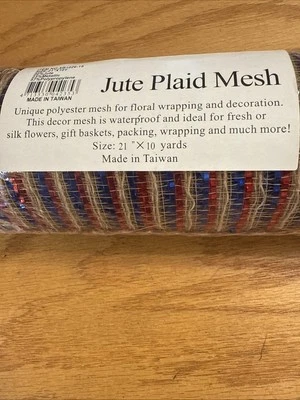 MADE IN TAIWAN
Jute Plaid Mesh
Unique polyester mesh for floral wrapping and decoration.
This decor mesh is waterproof and ideal for fresh or
silk flowers, gift baskets, packing, wrapping and much more!
Size: 21 "×10 yards
Made in Taiwan